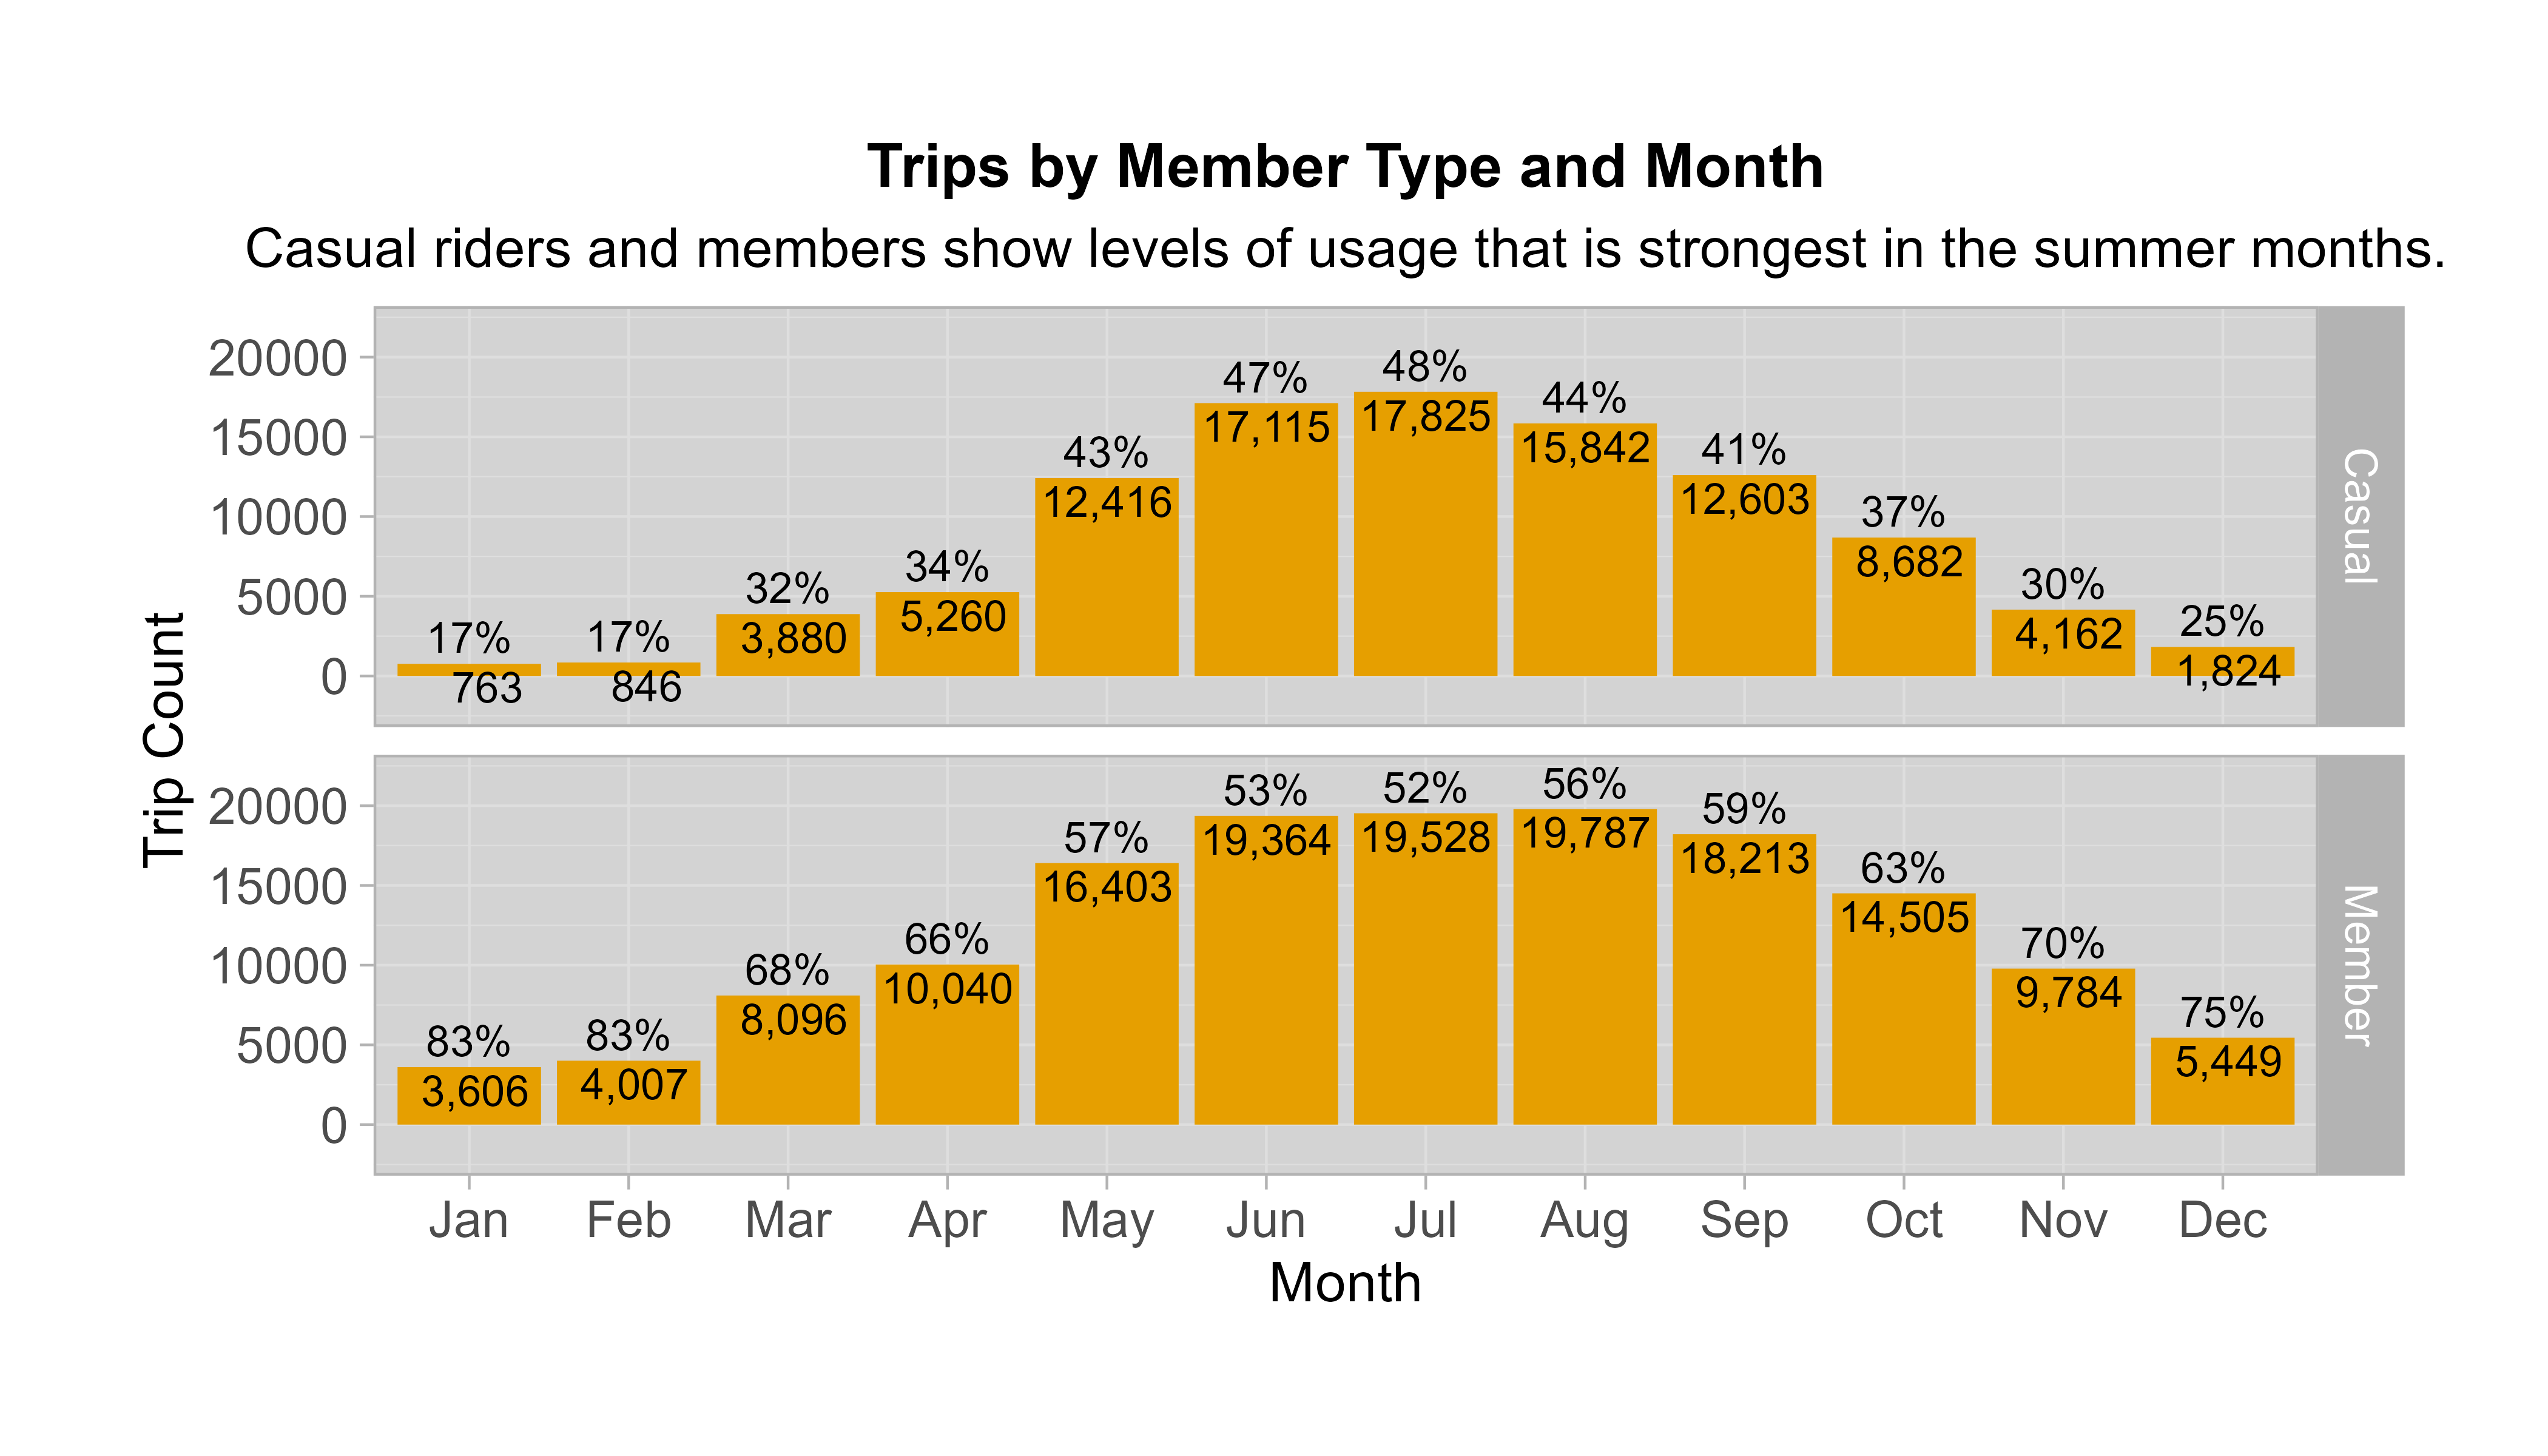 Trips by Member Type and Month
Casual riders and members show levels of usage that is strongest in the summer months.
Trip Count
20000
15000
10000
5000
0
17% 17% 32% 34% 43% 47% 48% 44% 41% 37% 30% 25%
763 846 3,880 5,260 12,416 17,115 17,825 15,842 12,603 8,682 4,162 1,824
Casual
20000
15000
10000
5000
0
83% 83% 68% 66% 57% 53% 52% 56% 59% 63% 70% 75%
3,606 4,007 8,096 10,040 16,403 19,364 19,528 19,787 18,213 14,505 9,784 5,449
Member
Jan Feb Mar Apr May Jun Jul Aug Sep Oct Nov Dec
Month